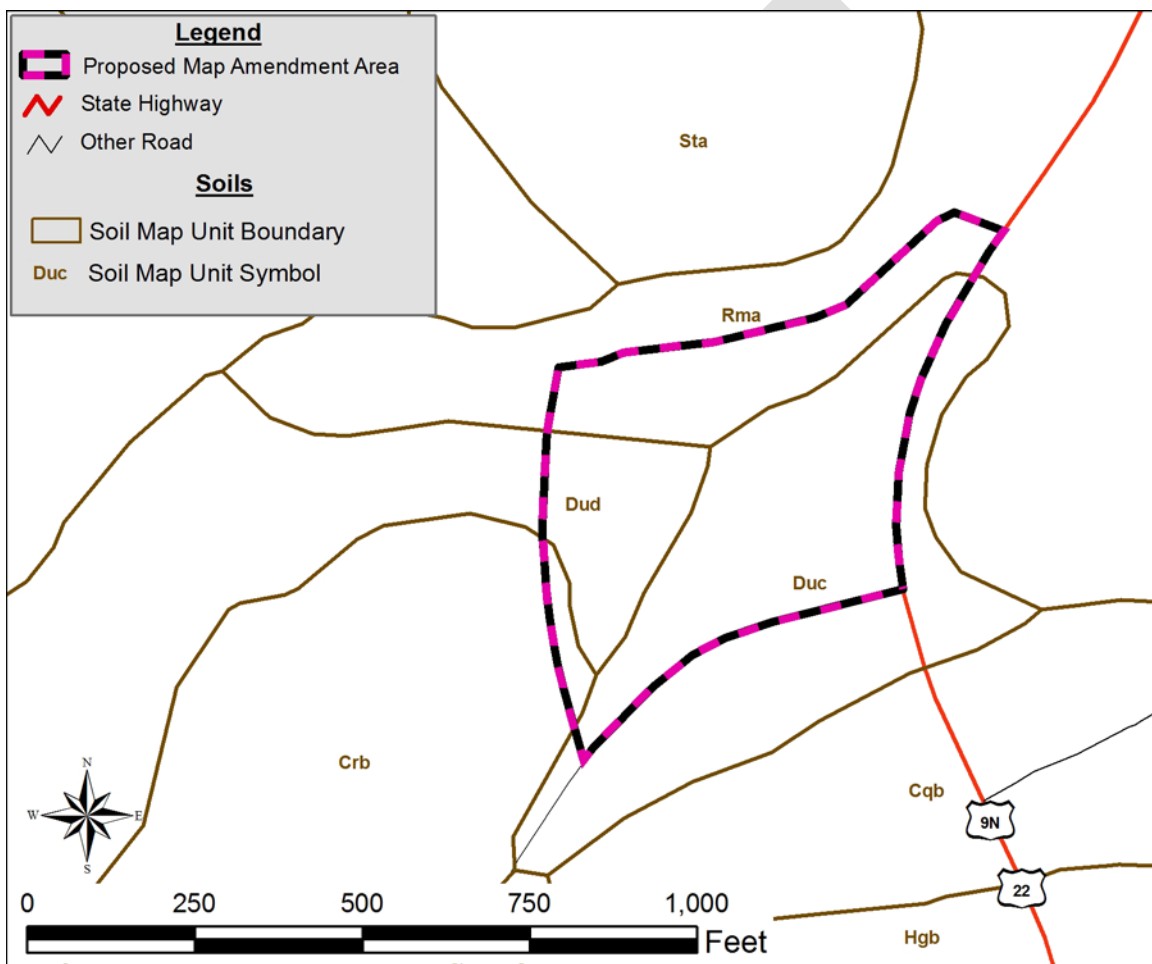 Legend
Proposed Map Amendment Area
State Highway
Other Road
Soils
Soil Map Unit Boundary
Duc Soil Map Unit Symbol
Sta
Rma
Dud
Duc
Crb
Cqb
9N
22
Hgb
N
W E
S
0 250 500 750 1,000
Feet